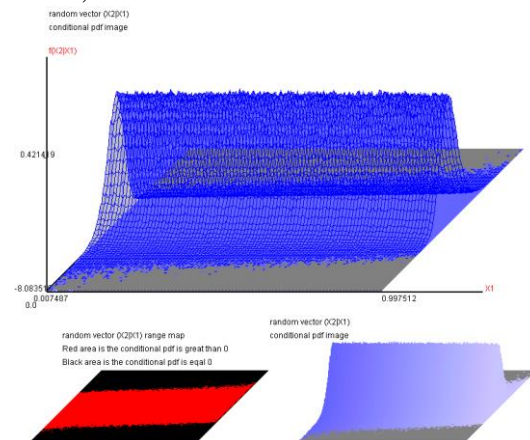 random vector (X2|X1)
conditional pdf image
f(X2|X1)
0.421419
-8.08351
0.007487
0.997512
X1
0.0
random vector (X2|X1) range map
Red area is the conditional pdf is great than 0
Black area is the conditional pdf is eqal 0
random vector (X2|X1)
conditional pdf image